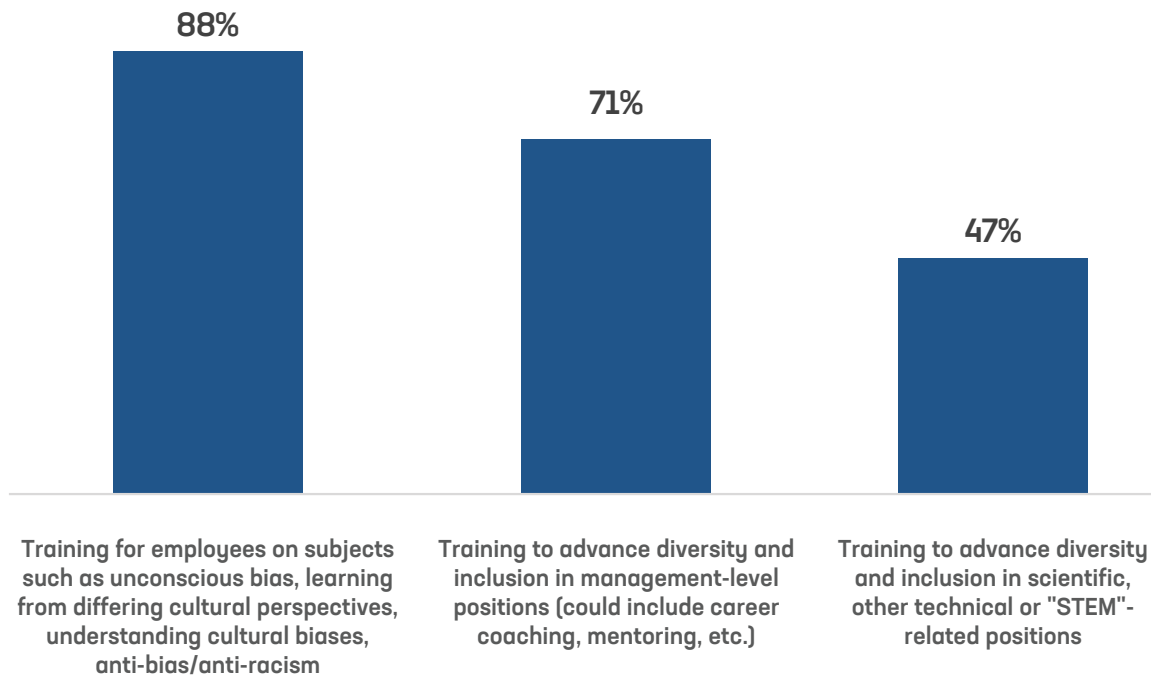 88%
71%
47%
Training for employees on subjects
such as unconscious bias, learning
from differing cultural perspectives,
understanding cultural biases,
anti-bias/anti-racism
Training to advance diversity and
inclusion in management-level
positions (could include career
coaching, mentoring, etc.)
Training to advance diversity
and inclusion in scientific,
other technical or "STEM"-
related positions